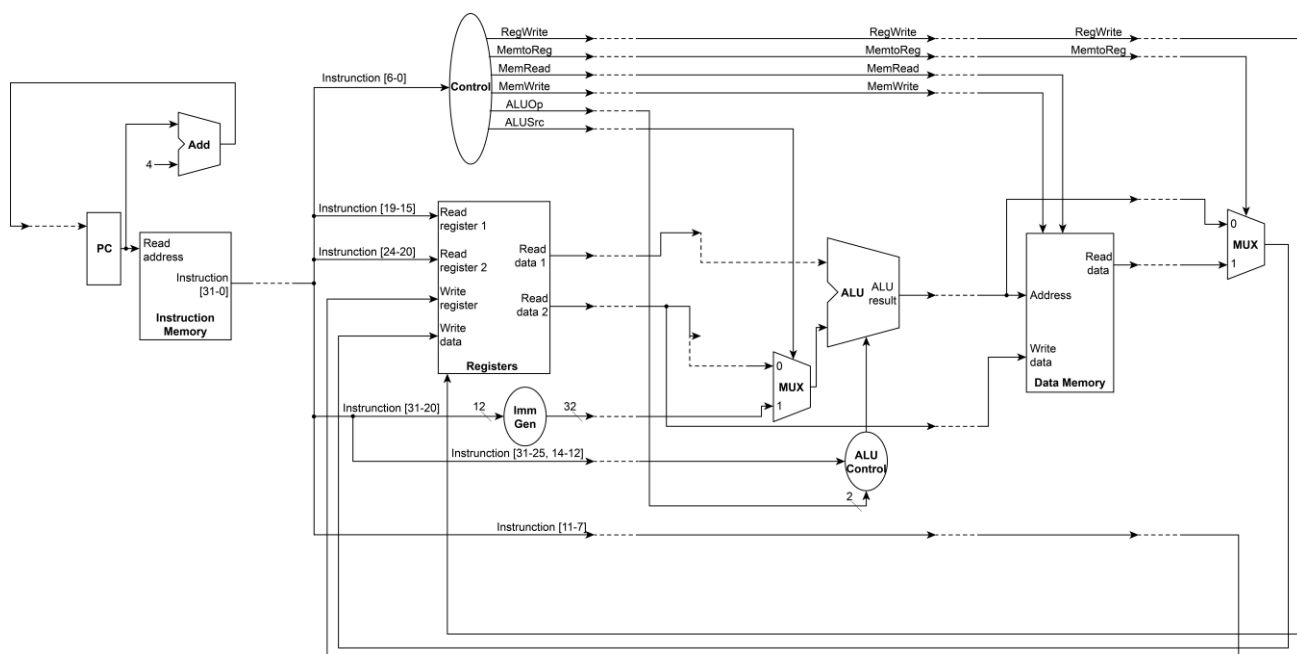 RegWrite
RegWrite
RegWrite
MemtoReg
MemtoReg
MemtoReg
MemRead
MemRead
MemWrite
MemWrite
ALUOp
ALUSrc
Control
Instrunction [6-0]
Add
4
PC
Read
address
Instruction
[31-0]
Instruction
Memory
Instrunction [19-15]
Instrunction [24-20]
Read
register 1
Read
register 2
Write
register
Write
data
Read
data 1
Read
data 2
Registers
ALU
ALU
result
0
MUX
1
Address
Write
data
Read
data
Data Memory
0
MUX
1
Instrunction [31-20]
12
Imm
Gen
32
Instrunction [31-25, 14-12]
ALU
Control
2
Instrunction [11-7]